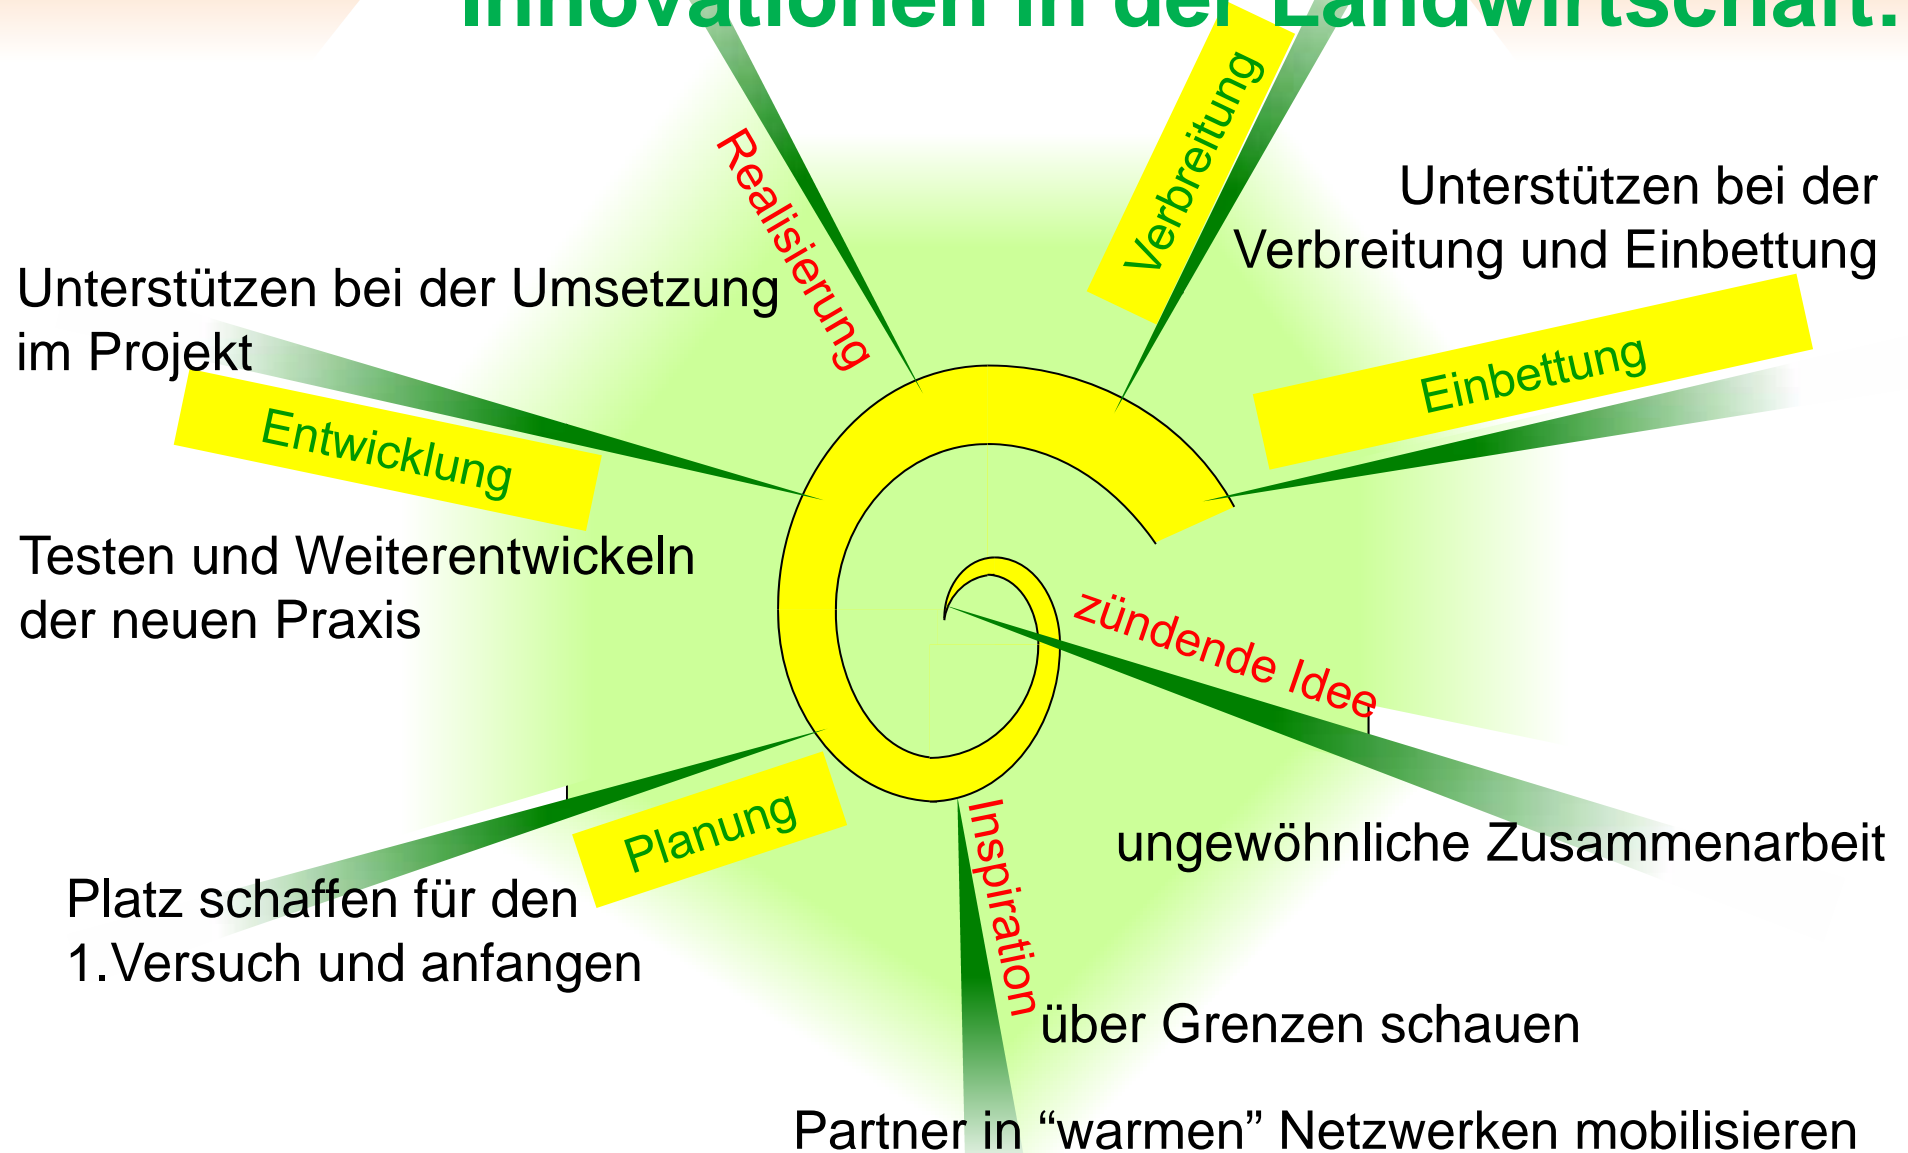 Innovationen in der Landwirtschaft:
Verbreitung
Realisierung
Unterstützen bei der
Verbreitung und Einbettung
Unterstützen bei der Umsetzung
im Projekt
Einbettung
Entwicklung
Testen und Weiterentwickeln
der neuen Praxis
zündende Idee
Planung
ungewöhnliche Zusammenarbeit
Inspiration
Platz schaffen für den
1.Versuch und anfangen
über Grenzen schauen
Partner in “warmen” Netzwerken mobilisieren